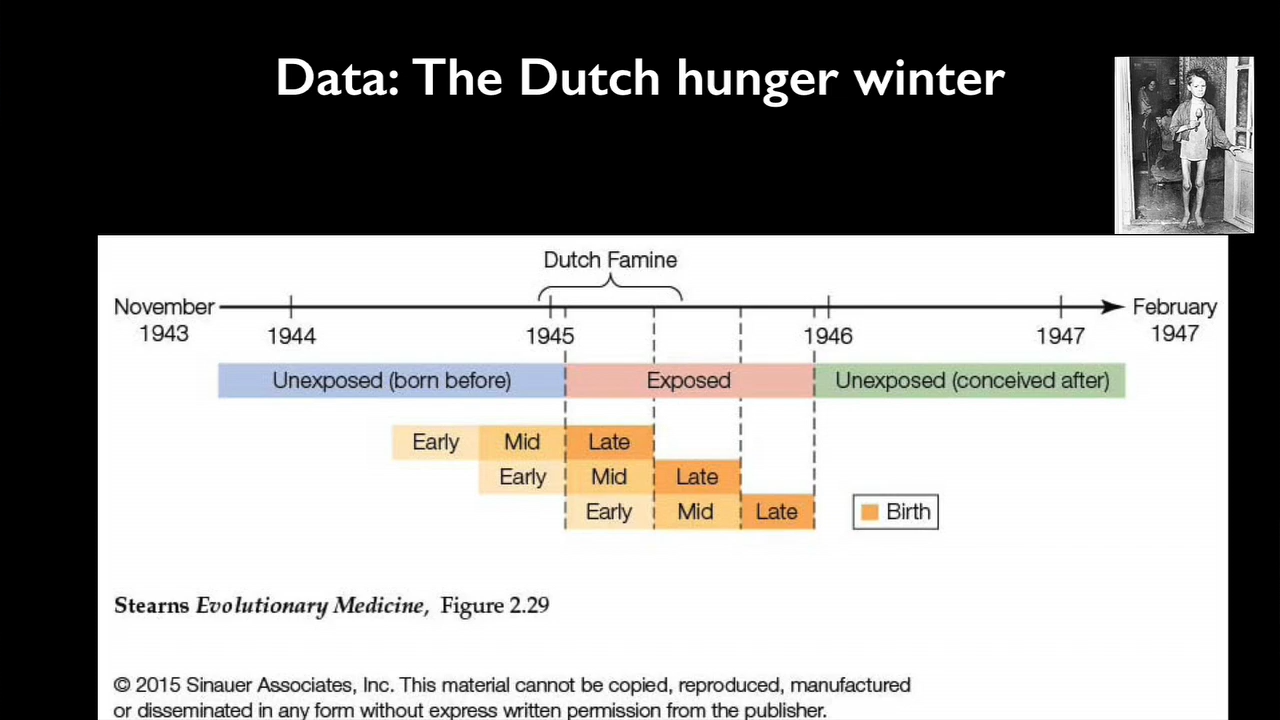 Data: The Dutch hunger winter
Dutch Famine
November 1943
1944
1945
1946
1947
February 1947
Unexposed (born before)
Exposed
Unexposed (conceived after)
Early Mid Late
Early Mid Late
Early Mid Late
Birth
Stearns Evolutionary Medicine, Figure 2.29
© 2015 Sinauer Associates, Inc. This material cannot be copied, reproduced, manufactured
or disseminated in any form without express written permission from the publisher.